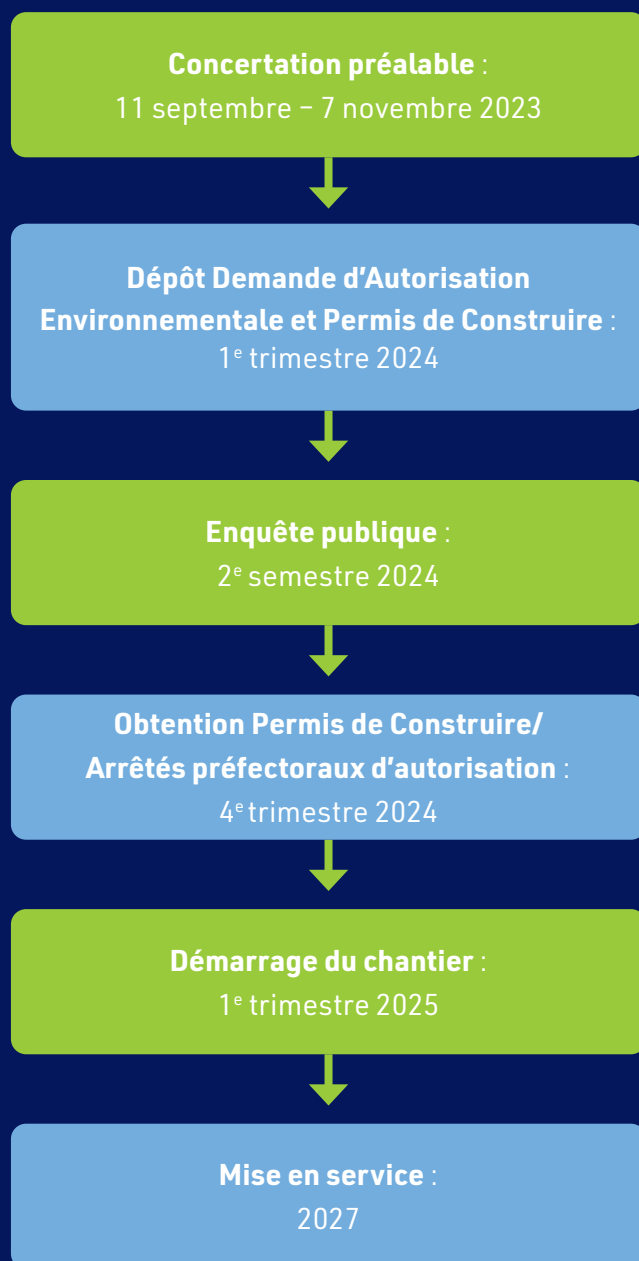 Concertation préalable :
11 septembre – 7 novembre 2023
Dépôt Demande d'Autorisation
Environnementale et Permis de Construire :
1e trimestre 2024
Enquête publique :
2e semestre 2024
Obtention Permis de Construire/
Arrêtés préfectoraux d'autorisation :
4e trimestre 2024
Démarrage du chantier :
1e trimestre 2025
Mise en service :
2027